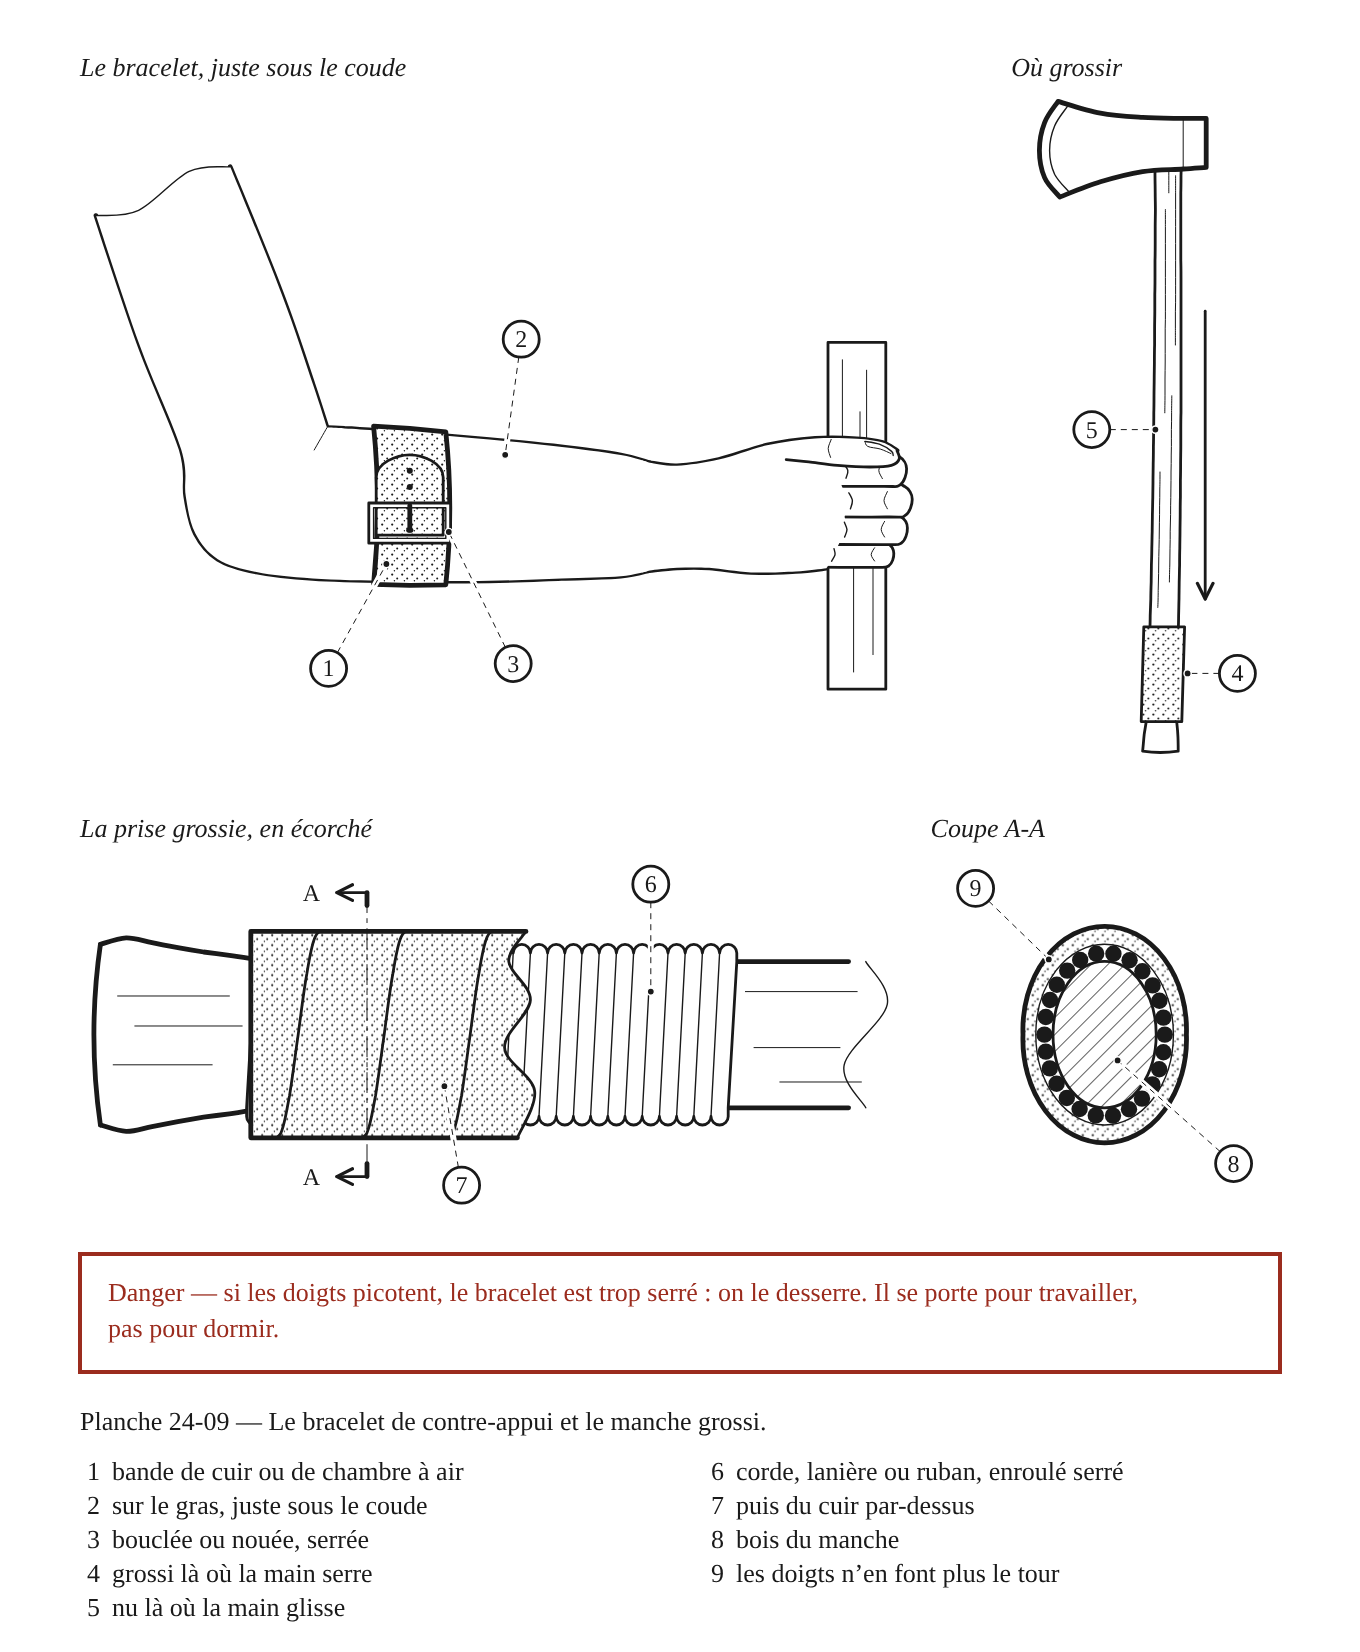 Le bracelet, juste sous le coude
Où grossir
2
5
1
3
4
La prise grossie, en écorché
Coupe A-A
A
6
9
A
7
8
Danger — si les doigts picotent, le bracelet est trop serré : on le desserre. Il se porte pour travailler,
pas pour dormir.
Planche 24-09 — Le bracelet de contre-appui et le manche grossi.
1 bande de cuir ou de chambre à air
2 sur le gras, juste sous le coude
3 bouclée ou nouée, serrée
4 grossi là où la main serre
5 nu là où la main glisse
6 corde, lanière ou ruban, enroulé serré
7 puis du cuir par-dessus
8 bois du manche
9 les doigts n’en font plus le tour